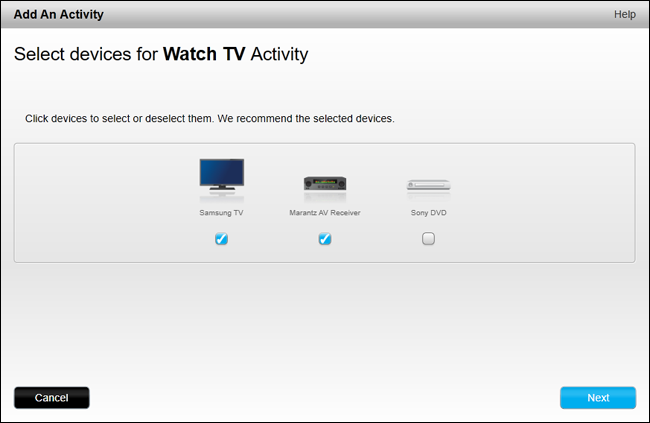 Add An Activity
Help
Select devices for Watch TV Activity
Click devices to select or deselect them. We recommend the selected devices.
Samsung TV
Marantz AV Receiver
Sony DVD
Cancel
Next